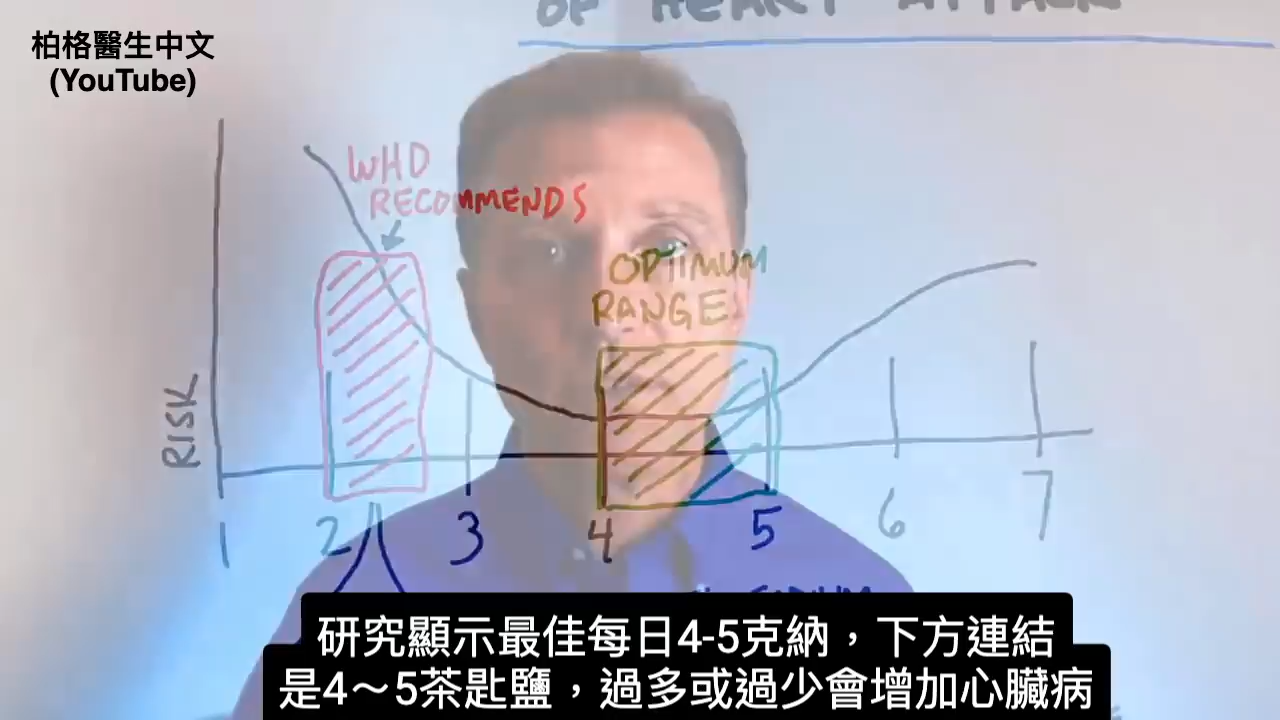 OF HEART ATTACK
柏格醫生中文
(YouTube)
WHO
RECOMMENDS
OPTIMUM
RANGES
RISK
1 2 3 4 5 6 7
研究顯示最佳每日4-5克納，下方連結
是4～5茶匙鹽，過多或過少會增加心臟病